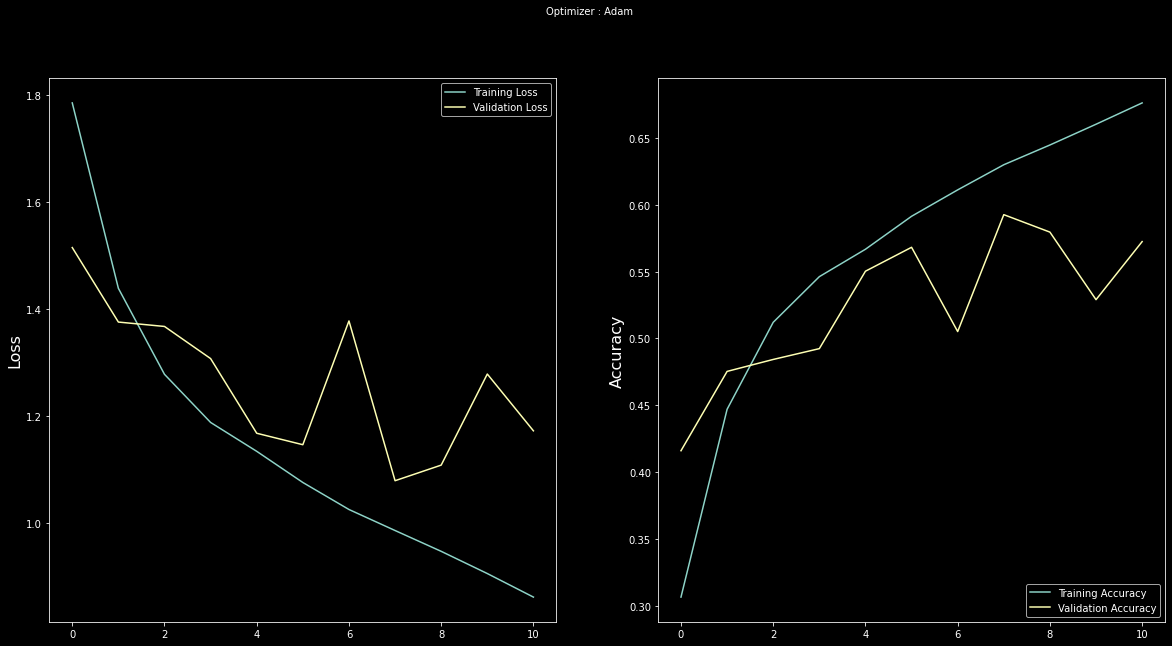 Optimizer : Adam
Loss
1.8
1.6
1.4
1.2
1.0
0 2 4 6 8 10
Training Loss
Validation Loss
Accuracy
0.65
0.60
0.55
0.50
0.45
0.40
0.35
0.30
0 2 4 6 8 10
Training Accuracy
Validation Accuracy